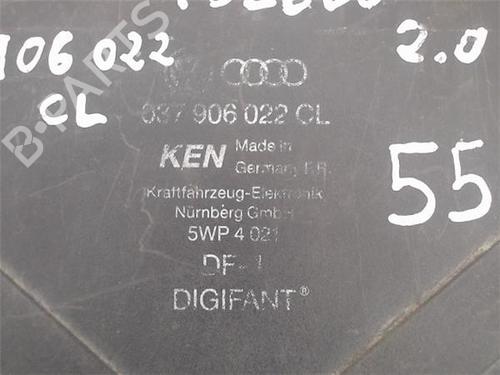 106 022
CL
2.0
037 906 022 CL
KEN Made in
Germany FR
Kraftfahrzeug-Elektronik
Nürnberg GmbH
5WP 4 021
DF-1
DIGIFANT®
55
B-PARTS